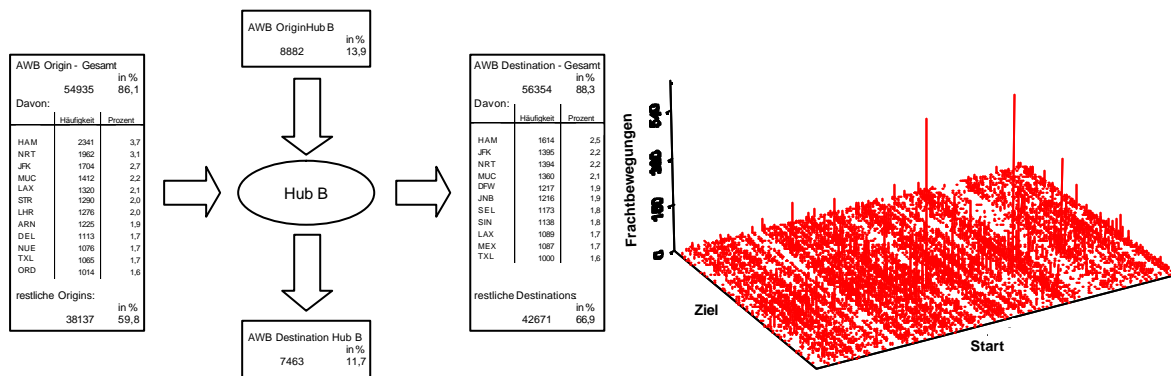 AWB Origin - Gesamt
in %
54935 86,1
Davon:
Häufigkeit Prozent
HAM 2341 3,7
NRT 1962 3,1
JFK 1704 2,7
MUC 1412 2,2
LAX 1320 2,1
STR 1290 2,0
LHR 1276 2,0
ARN 1225 1,9
DEL 1113 1,7
NUE 1076 1,7
TXL 1065 1,7
ORD 1014 1,6
restliche Origins:
in %
38137 59,8
AWB OriginHub B
in %
8882 13,9
Hub B
AWB Destination Hub B
in %
7463 11,7
AWB Destination - Gesamt
in %
56354 88,3
Davon:
Häufigkeit Prozent
HAM 1614 2,5
JFK 1395 2,2
NRT 1394 2,2
MUC 1360 2,1
DFW 1217 1,9
JNB 1216 1,9
SEL 1173 1,8
SIN 1138 1,8
LAX 1089 1,7
MEX 1087 1,7
TXL 1000 1,6
restliche Destinations:
in %
42671 66,9
Frachtbewegungen
0
Ziel
Start